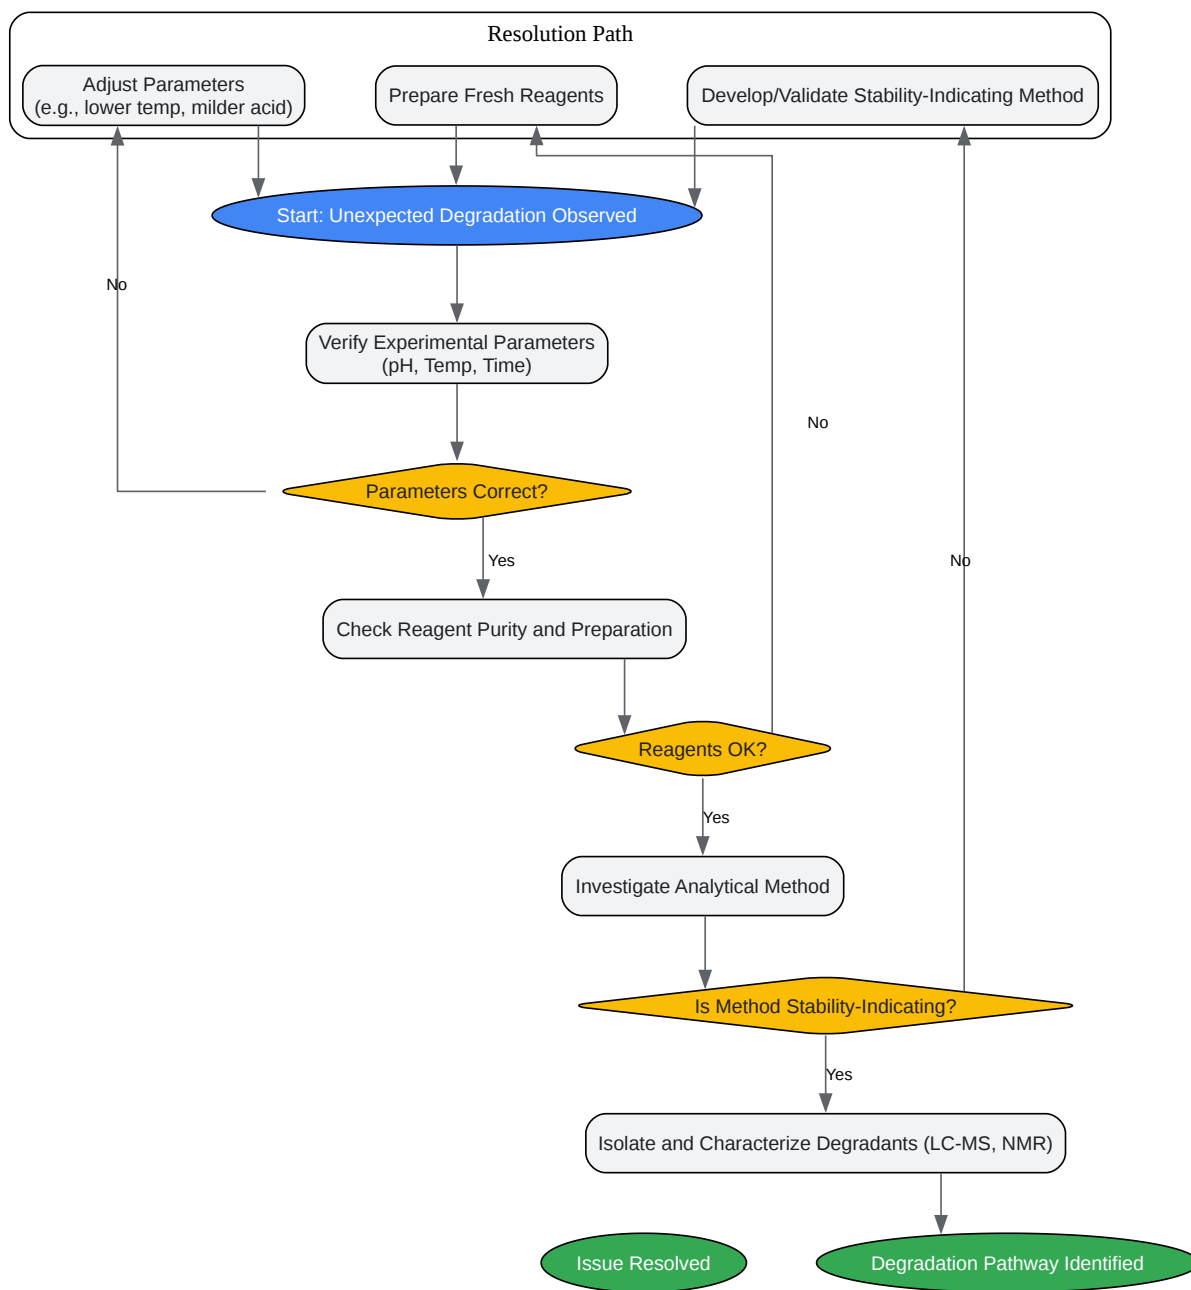 Resolution Path
Adjust Parameters
(e.g., lower temp, milder acid)
Prepare Fresh Reagents
Develop/Validate Stability-Indicating Method
Start: Unexpected Degradation Observed
No
Verify Experimental Parameters
(pH, Temp, Time)
No
Parameters Correct?
Yes
No
Check Reagent Purity and Preparation
Reagents OK?
Yes
Investigate Analytical Method
Is Method Stability-Indicating?
Yes
Isolate and Characterize Degradants (LC-MS, NMR)
Issue Resolved
Degradation Pathway Identified